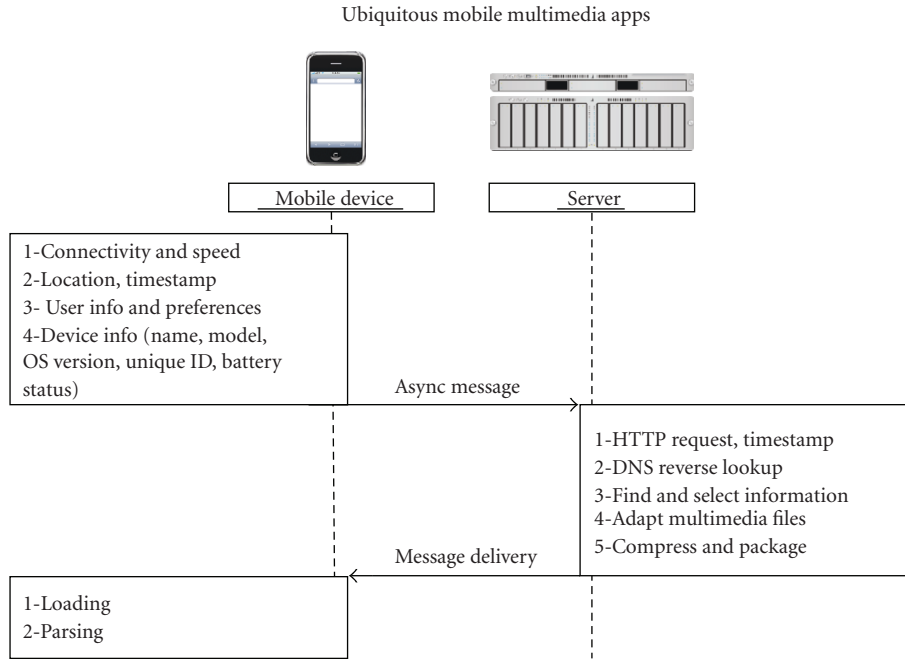 Ubiquitous mobile multimedia apps
Mobile device
Server
1-Connectivity and speed
2-Location, timestamp
3- User info and preferences
4-Device info (name, model,
OS version, unique ID, battery
status)
Async message
1-HTTP request, timestamp
2-DNS reverse lookup
3-Find and select information
4-Adapt multimedia files
5-Compress and package
Message delivery
1-Loading
2-Parsing